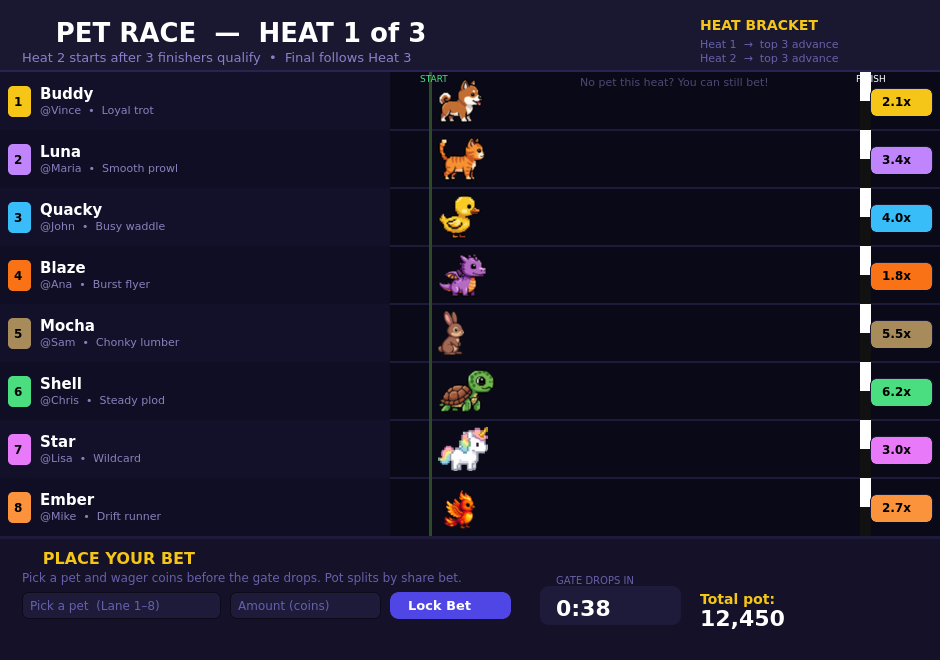 PET RACE — HEAT 1 of 3
Heat 2 starts after 3 finishers qualify • Final follows Heat 3
HEAT BRACKET
Heat 1 → top 3 advance
Heat 2 → top 3 advance
START
No pet this heat? You can still bet!
1
Buddy
@Vince • Loyal trot
2.1x
2
Luna
@Maria • Smooth prowl
3.4x
3
Quacky
@John • Busy waddle
4.0x
4
Blaze
@Ana • Burst flyer
1.8x
5
Mocha
@Sam • Chonky lumber
5.5x
6
Shell
@Chris • Steady plod
6.2x
7
Star
@Lisa • Wildcard
3.0x
8
Ember
@Mike • Drift runner
2.7x
PLACE YOUR BET
Pick a pet and wager coins before the gate drops. Pot splits by share bet.
Pick a pet (Lane 1–8)
Amount (coins)
Lock Bet
GATE DROPS IN
0:38
Total pot:
12,450